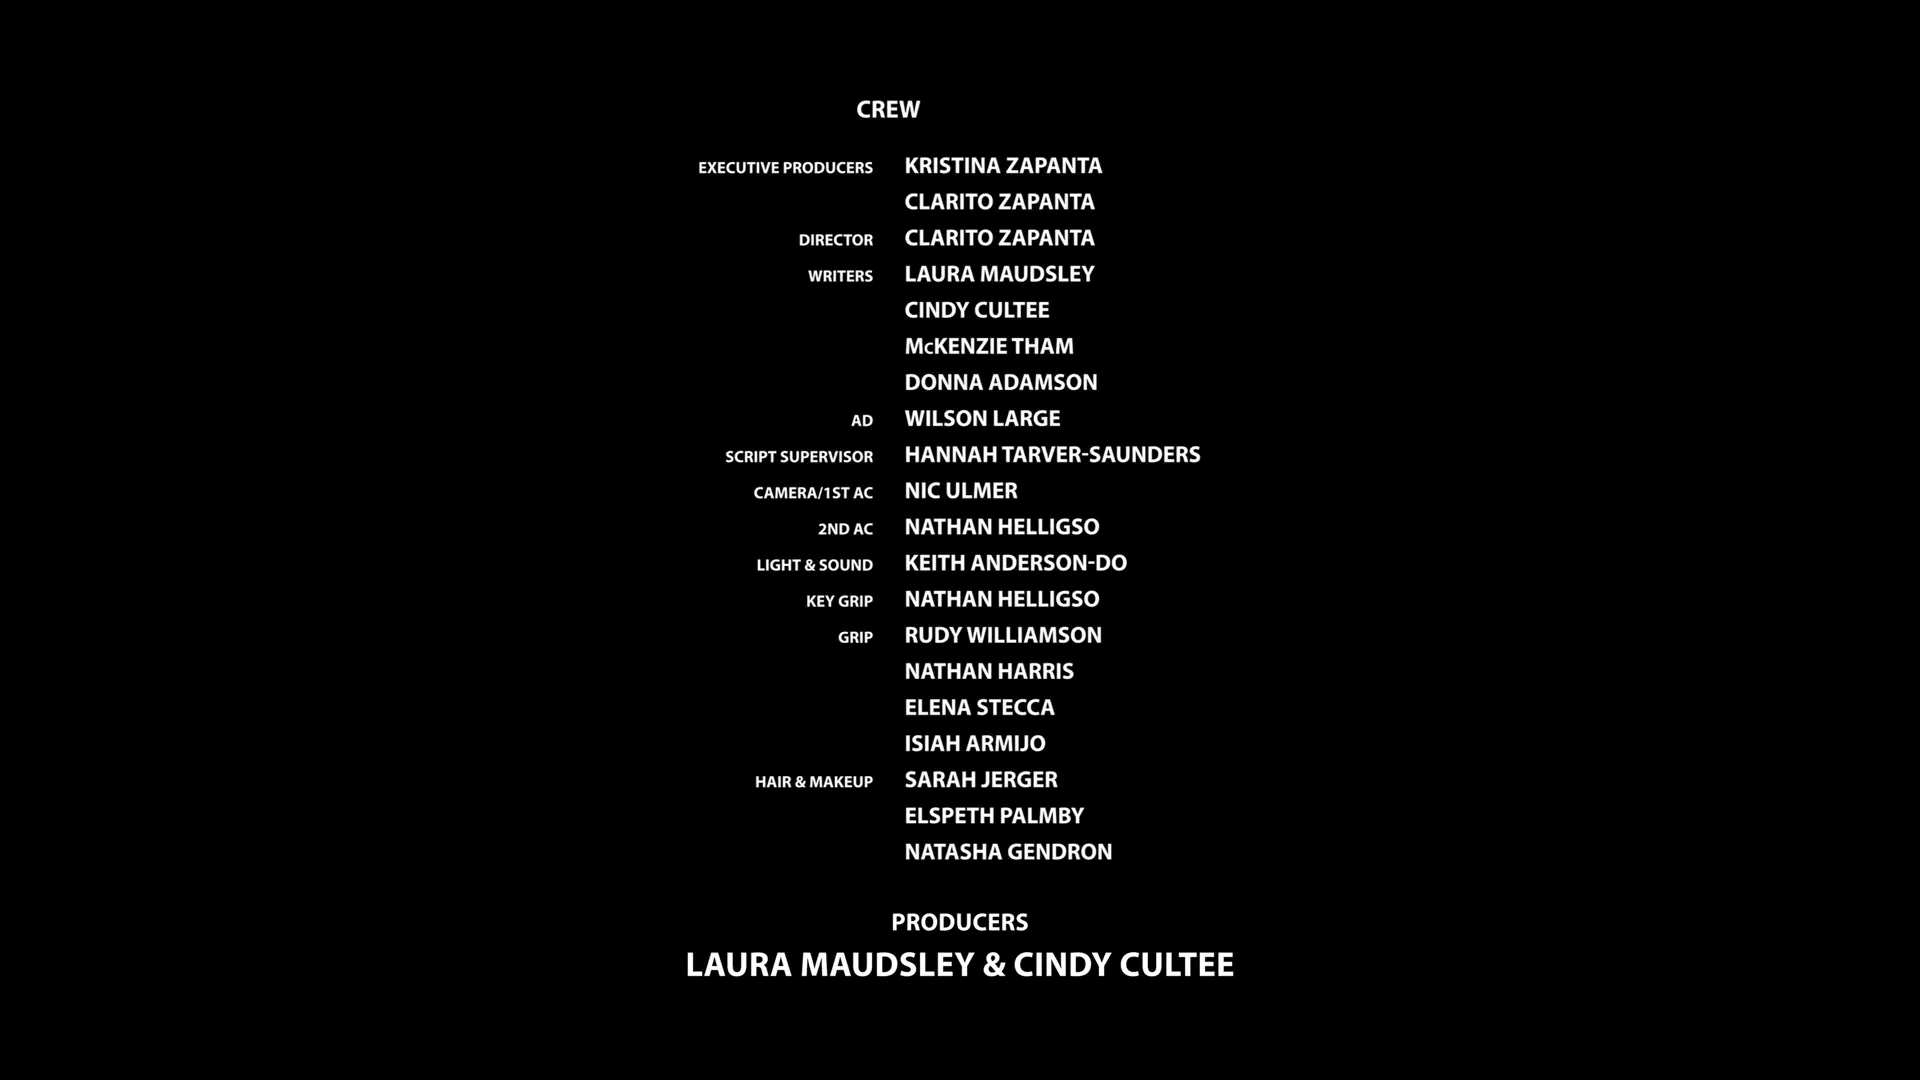 CREW
EXECUTIVE PRODUCERS KRISTINA ZAPANTA
CLARITO ZAPANTA
DIRECTOR CLARITO ZAPANTA
WRITERS LAURA MAUDSLEY
CINDY CULTEE
McKENZIE THAM
DONNA ADAMSON
AD WILSON LARGE
SCRIPT SUPERVISOR HANNAH TARVER-SAUNDERS
CAMERA/1ST AC NIC ULMER
2ND AC NATHAN HELLIGSO
LIGHT & SOUND KEITH ANDERSON-DO
KEY GRIP NATHAN HELLIGSO
GRIP RUDY WILLIAMSON
NATHAN HARRIS
ELENA STECCA
ISIAH ARMIJO
HAIR & MAKEUP SARAH JERGER
ELSPETH PALMBY
NATASHA GENDRON
PRODUCERS
LAURA MAUDSLEY & CINDY CULTEE